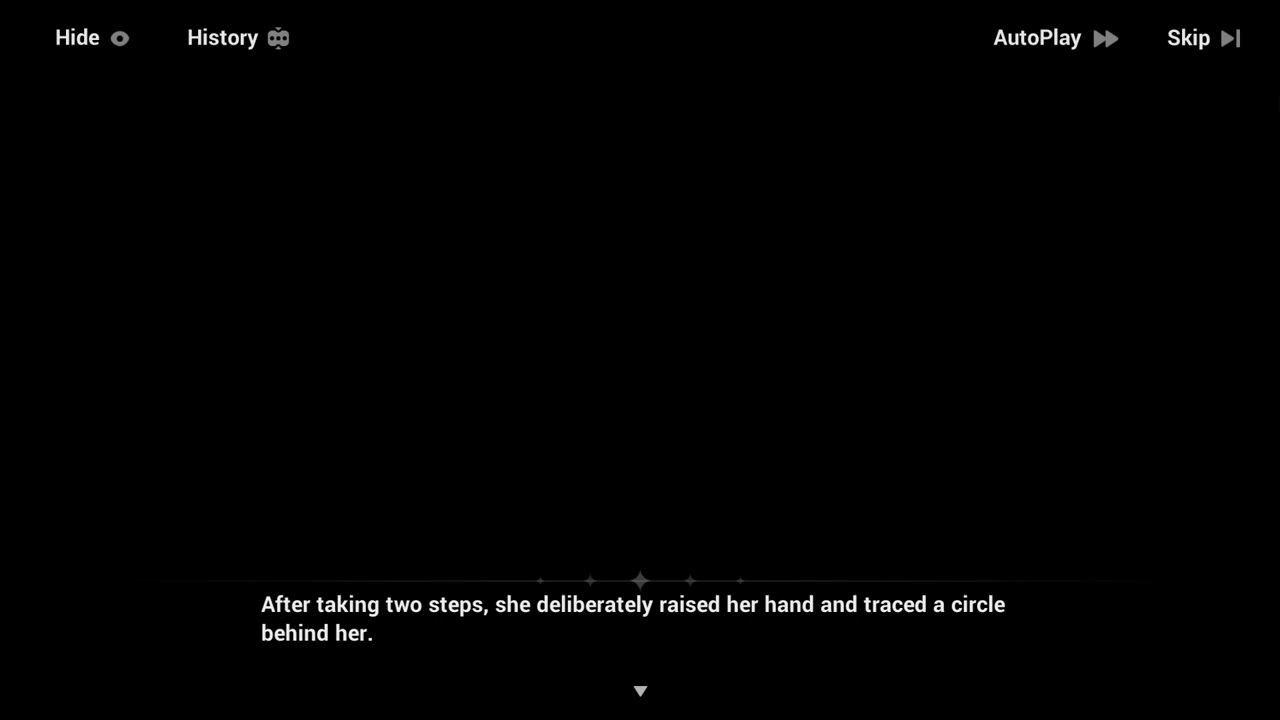 Hide History AutoPlay Skip
After taking two steps, she deliberately raised her hand and traced a circle
behind her.